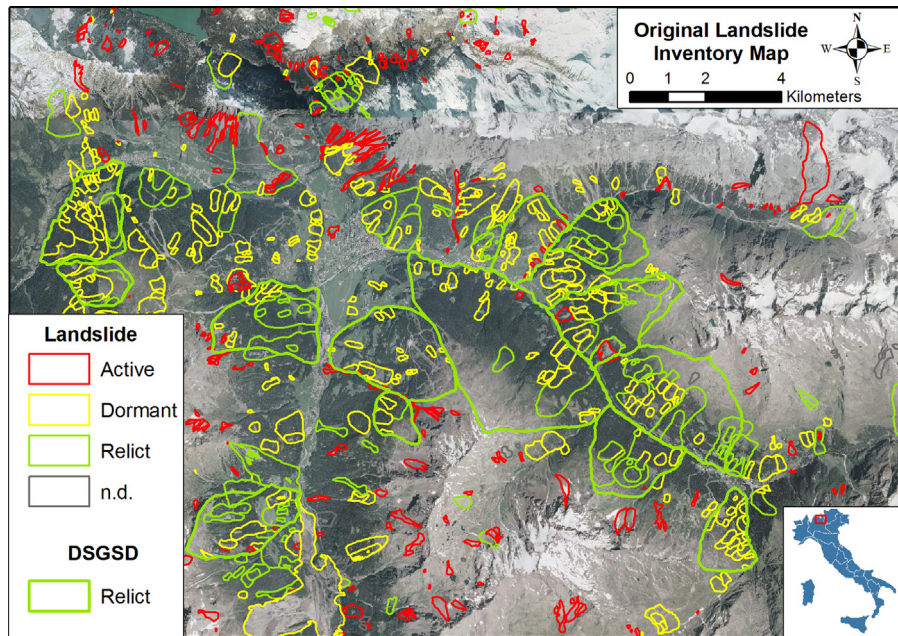 Original Landslide
Inventory Map
N
W
E
S
0 1 2 4
Kilometers
Landslide
Active
Dormant
Relict
n.d.
DSGSD
Relict